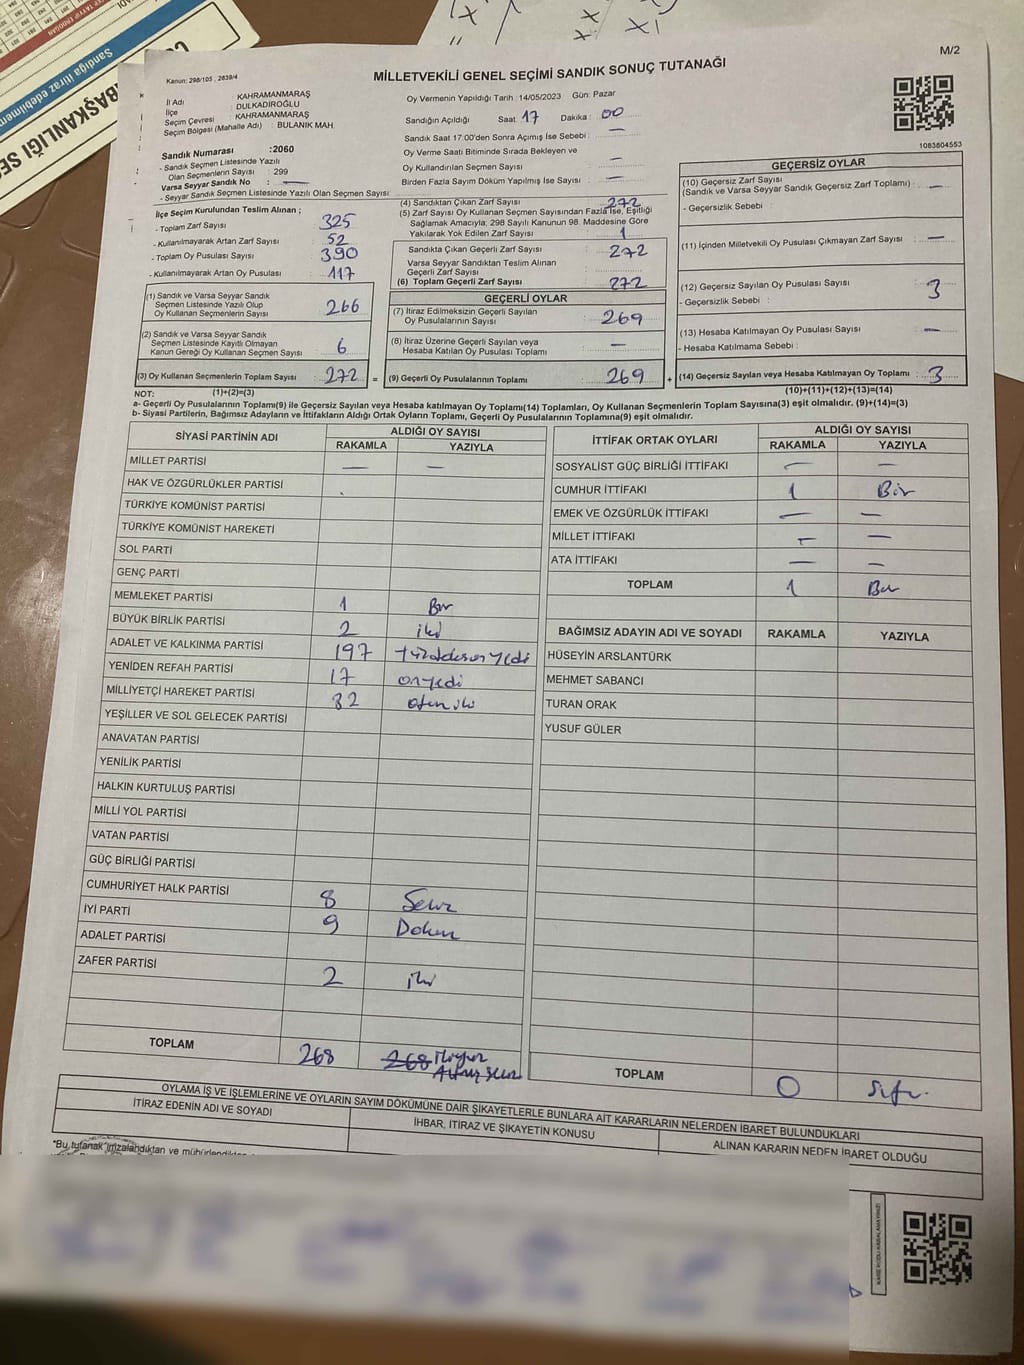 M/2
Kanun: 298/105 , 2839/4
MİLLETVEKİLİ GENEL SEÇİMİ SANDIK SONUÇ TUTANAĞI
İl Adı KAHRAMANMARAŞ
İlçe DULKADİROĞLU
Seçim Çevresi : KAHRAMANMARAŞ
Seçim Bölgesi (Mahalle Adı) : BULANIK MAH
Sandık Numarası :2060
- Sandık Seçmen Listesinde Yazılı
Olan Seçmenlerin Sayısı : 299
Varsa Seyyar Sandık No : —
- Seyyar Sandık Seçmen Listesinde Yazılı Olan Seçmen Sayısı
İlçe Seçim Kurulundan Teslim Alınan ;
- Toplam Zarf Sayısı : 325
- Kullanılmayarak Artan Zarf Sayısı : 52
- Toplam Oy Pusulası Sayısı : 390
- Kullanılmayarak Artan Oy Pusulası : 117
(1) Sandık ve Varsa Seyyar Sandık
Seçmen Listesinde Yazılı Olup
Oy Kullanan Seçmenlerin Sayısı 266
(2) Sandık ve Varsa Seyyar Sandık
Seçmen Listesinde Kayıtlı Olmayan
Kanun Gereği Oy Kullanan Seçmen Sayısı 6
(3) Oy Kullanan Seçmenlerin Toplam Sayısı : 272 =
Oy Vermenin Yapıldığı Tarih :14/05/2023 Gün: Pazar
Sandığın Açıldığı Saat: 17 Dakika : 00
Sandık Saat 17:00'den Sonra Açımış İse Sebebi : —
Oy Verme Saati Bitiminde Sırada Bekleyen ve
Oy Kullandırılan Seçmen Sayısı : —
Birden Fazla Sayım Döküm Yapılmış İse Sayısı : —
(4) Sandıktan Çıkan Zarf Sayısı : 272
(5) Zarf Sayısı Oy Kullanan Seçmen Sayısından Fazla İse, Eşitliği
Sağlamak Amacıyla, 298 Sayılı Kanunun 98. Maddesine Göre
Yakılarak Yok Edilen Zarf Sayısı : 1
Sandıkta Çıkan Geçerli Zarf Sayısı : 272
Varsa Seyyar Sandıktan Teslim Alınan
Geçerli Zarf Sayısı
(6) Toplam Geçerli Zarf Sayısı : 272
GEÇERLİ OYLAR
(7) İtiraz Edilmeksizin Geçerli Sayılan
Oy Pusulalarının Sayısı : 269
(8) İtiraz Üzerine Geçerli Sayılan veya
Hesaba Katılan Oy Pusulası Toplamı : —
(9) Geçerli Oy Pusulalarının Toplamı : 269 +
1083604553
GEÇERSİZ OYLAR
(10) Geçersiz Zarf Sayısı
(Sandık ve Varsa Seyyar Sandık Geçersiz Zarf Toplamı) : —
- Geçersizlik Sebebi :
(11) İçinden Milletvekili Oy Pusulası Çıkmayan Zarf Sayısı : —
(12) Geçersiz Sayılan Oy Pusulası Sayısı : 3
- Geçersizlik Sebebi :
(13) Hesaba Katılmayan Oy Pusulası Sayısı : —
- Hesaba Katılmama Sebebi :
(14) Geçersiz Sayılan veya Hesaba Katılmayan Oy Toplamı : 3
NOT: (1)+(2)=(3) (10)+(11)+(12)+(13)=(14)
a- Geçerli Oy Pusulalarının Toplamı(9) ile Geçersiz Sayılan veya Hesaba katılmayan Oy Toplamı(14) Toplamları, Oy Kullanan Seçmenlerin Toplam Sayısına(3) eşit olmalıdır. (9)+(14)=(3)
b- Siyasi Partilerin, Bağımsız Adayların ve İttifakların Aldığı Oy Ortak Oyların Toplamı, Geçerli Oy Pusulalarının Toplamına(9) eşit olmalıdır.
SİYASİ PARTİNİN ADI ALDIĞI OY SAYISI
RAKAMLA YAZIYLA
MİLLET PARTİSİ — —
HAK VE ÖZGÜRLÜKLER PARTİSİ
TÜRKİYE KOMÜNİST PARTİSİ
TÜRKİYE KOMÜNİST HAREKETİ
SOL PARTİ
GENÇ PARTİ
MEMLEKET PARTİSİ 1 Bir
BÜYÜK BİRLİK PARTİSİ 2 iki
ADALET VE KALKINMA PARTİSİ 197 yüzdoksanyedi
YENİDEN REFAH PARTİSİ 17 onyedi
MİLLİYETÇİ HAREKET PARTİSİ 32 otuz iki
YEŞİLLER VE SOL GELECEK PARTİSİ
ANAVATAN PARTİSİ
YENİLİK PARTİSİ
HALKIN KURTULUŞ PARTİSİ
MİLLİ YOL PARTİSİ
VATAN PARTİSİ
GÜÇ BİRLİĞİ PARTİSİ
CUMHURİYET HALK PARTİSİ 8 Sekiz
İYİ PARTİ 9 Dokuz
ADALET PARTİSİ
ZAFER PARTİSİ 2 iki
TOPLAM 268 268 ikiyüz
Altmışsekiz
İTTİFAK ORTAK OYLARI ALDIĞI OY SAYISI
RAKAMLA YAZIYLA
SOSYALİST GÜÇ BİRLİĞİ İTTİFAKI — —
CUMHUR İTTİFAKI 1 Bir
EMEK VE ÖZGÜRLÜK İTTİFAKI — —
MİLLET İTTİFAKI — —
ATA İTTİFAKI — —
TOPLAM 1 Bir
BAĞIMSIZ ADAYIN ADI VE SOYADI RAKAMLA YAZIYLA
HÜSEYİN ARSLANTÜRK
MEHMET SABANCI
TURAN ORAK
YUSUF GÜLER
TOPLAM 0 Sıfır.
OYLAMA İŞ VE İŞLEMLERİNE VE OYLARIN SAYIM DÖKÜMÜNE DAİR ŞİKAYETLERLE BUNLARA AİT KARARLARIN NELERDEN İBARET BULUNDUKLARI
İTİRAZ EDENİN ADI VE SOYADI
İHBAR, İTİRAZ VE ŞİKAYETİN KONUSU
ALINAN KARARIN NEDEN İBARET OLDUĞU
"Bu tutanak imzalandıktan ve